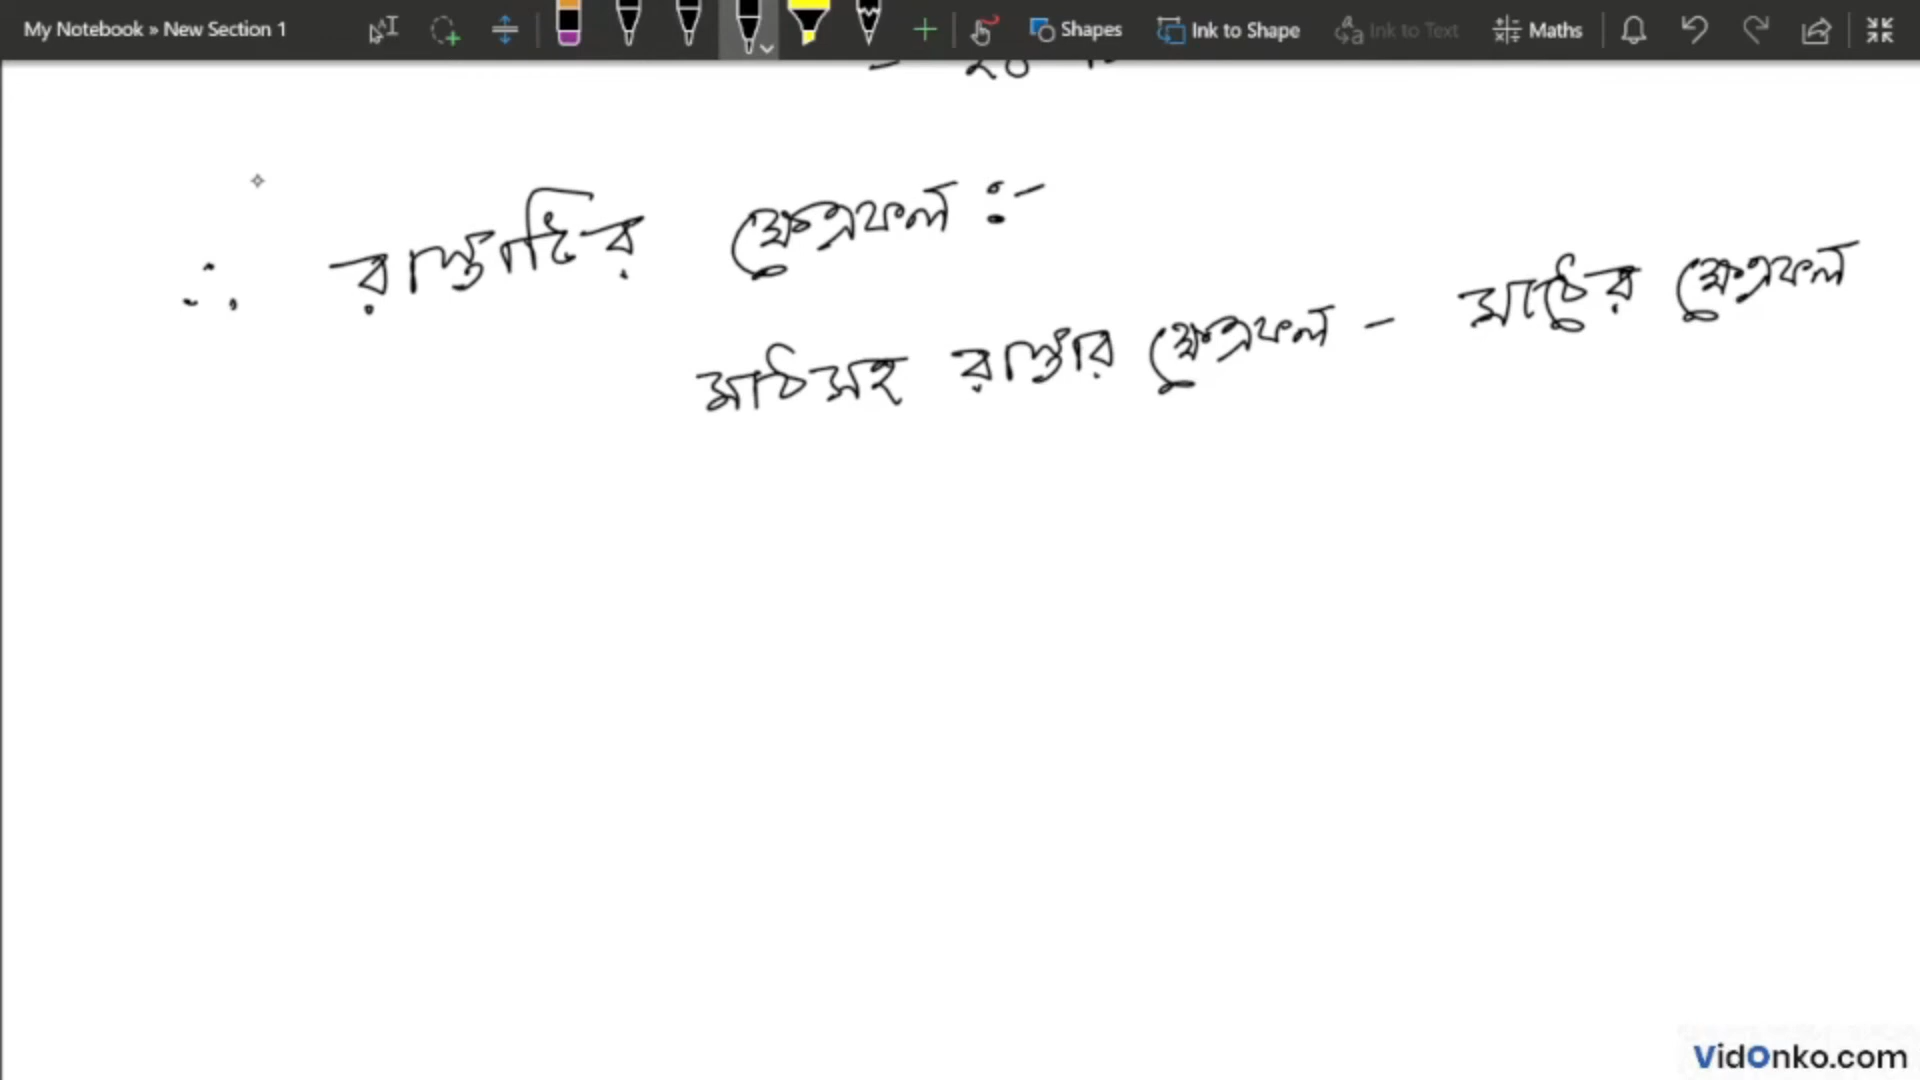 My Notebook » New Section 1 Shapes Ink to Shape Ink to Text Maths
∴ রাস্তাটির ক্ষেত্রফল :-
মাঠসহ রাস্তার ক্ষেত্রফল - মাঠের ক্ষেত্রফল
VidOnko.com